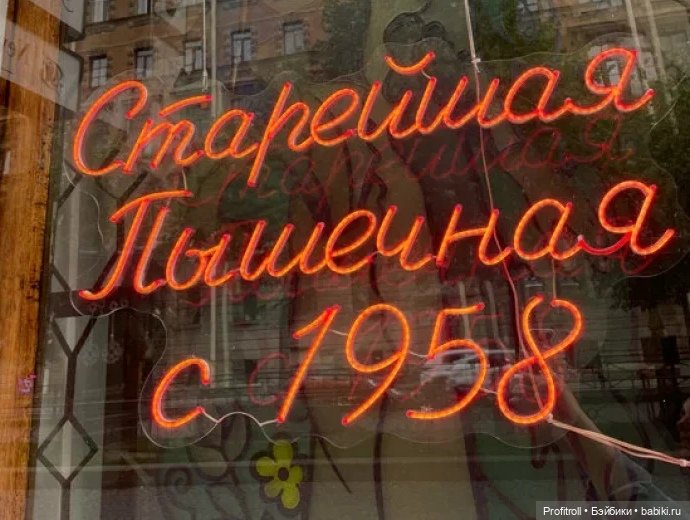 Старейшая
Пышечная
с 1958
Profitroll • Бэйбики • babiki.ru